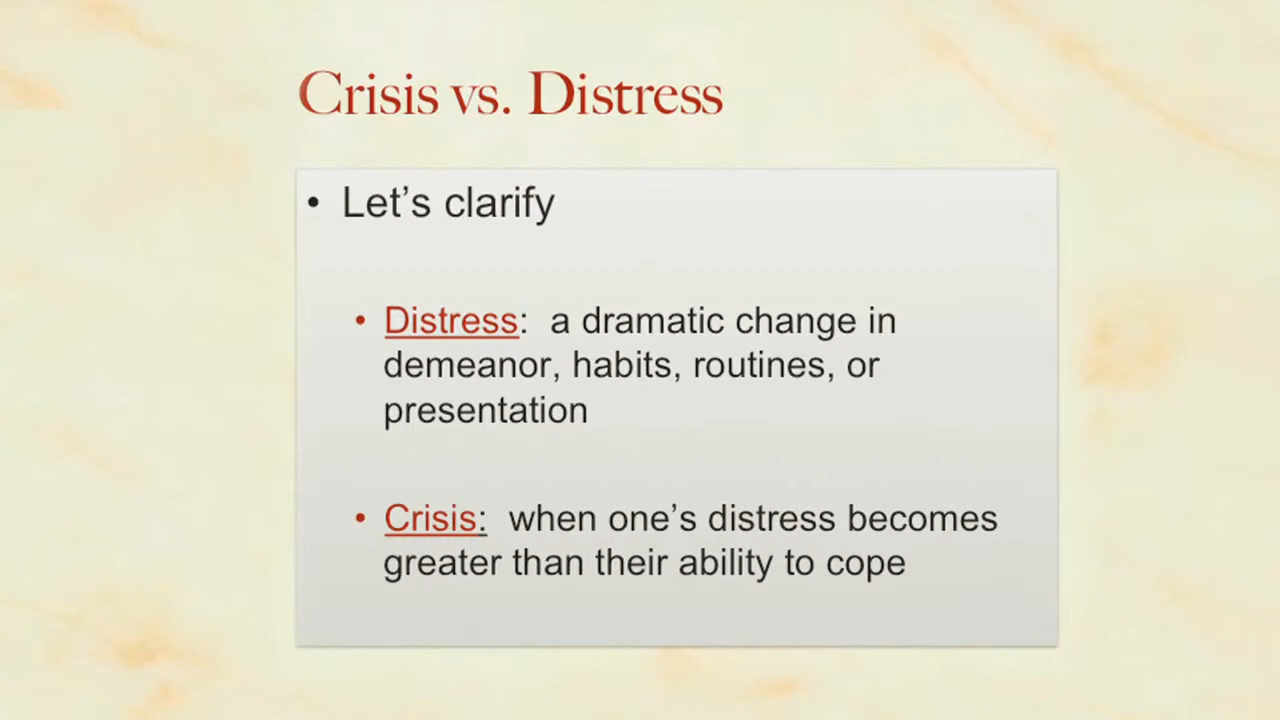 Crisis vs. Distress
• Let’s clarify
• Distress: a dramatic change in
demeanor, habits, routines, or
presentation
• Crisis: when one’s distress becomes
greater than their ability to cope